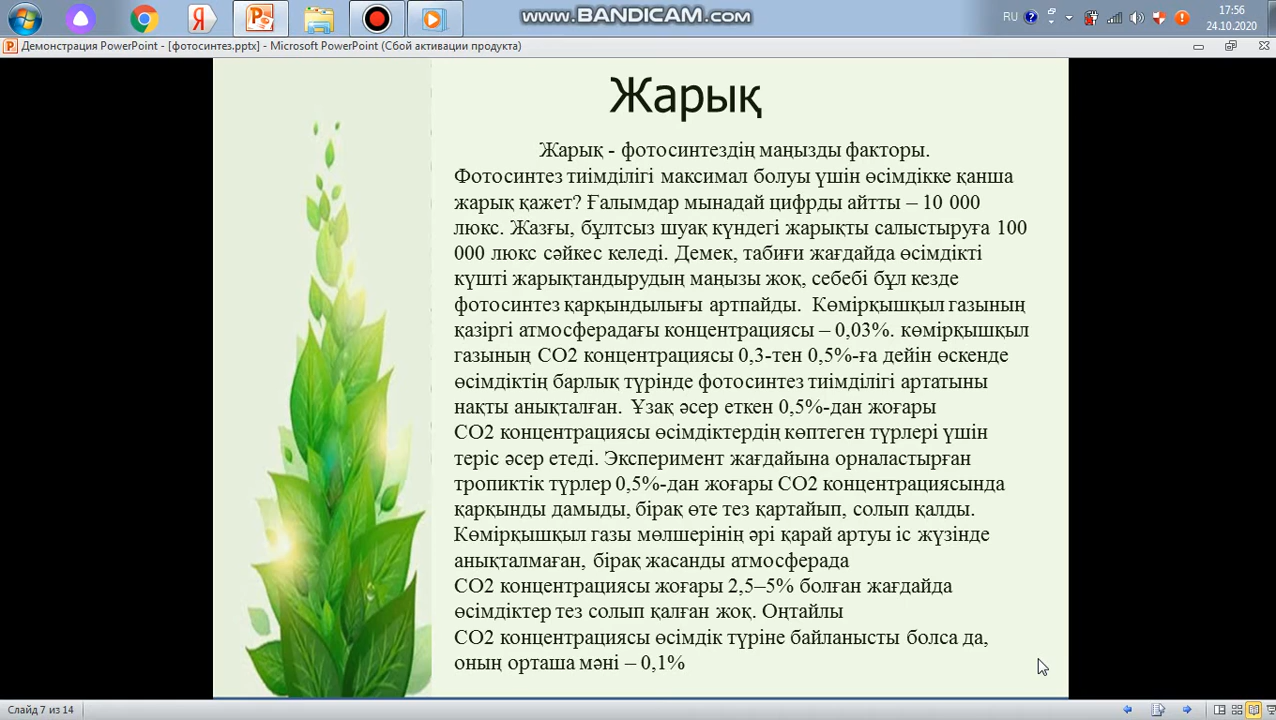 www.BANDICAM.com
RU
17:56
24.10.2020
Демонстрация PowerPoint - [фотосинтез.pptx] - Microsoft PowerPoint (Сбой активации продукта)
Жарық
Жарық - фотосинтездің маңызды факторы.
Фотосинтез тиімділігі максимал болуы үшін өсімдікке қанша
жарық қажет? Ғалымдар мынадай цифрды айтты – 10 000
люкс. Жазғы, бұлтсыз шуақ күндегі жарықты салыстыруға 100
000 люкс сәйкес келеді. Демек, табиғи жағдайда өсімдікті
күшті жарықтандырудың маңызы жоқ, себебі бұл кезде
фотосинтез қарқындылығы артпайды. Көмірқышқыл газының
қазіргі атмосферадағы концентрациясы – 0,03%. көмірқышқыл
газының СО2 концентрациясы 0,3-тен 0,5%-ға дейін өскенде
өсімдіктің барлық түрінде фотосинтез тиімділігі артатыны
нақты анықталған. Ұзақ әсер еткен 0,5%-дан жоғары
СО2 концентрациясы өсімдіктердің көптеген түрлері үшін
теріс әсер етеді. Эксперимент жағдайына орналастырған
тропиктік түрлер 0,5%-дан жоғары СО2 концентрациясында
қарқынды дамыды, бірақ өте тез қартайып, солып қалды.
Көмірқышқыл газы мөлшерінің әрі қарай артуы іс жүзінде
анықталмаған, бірақ жасанды атмосферада
СО2 концентрациясы жоғары 2,5–5% болған жағдайда
өсімдіктер тез солып қалған жоқ. Оңтайлы
СО2 концентрациясы өсімдік түріне байланысты болса да,
оның орташа мәні – 0,1%
Слайд 7 из 14